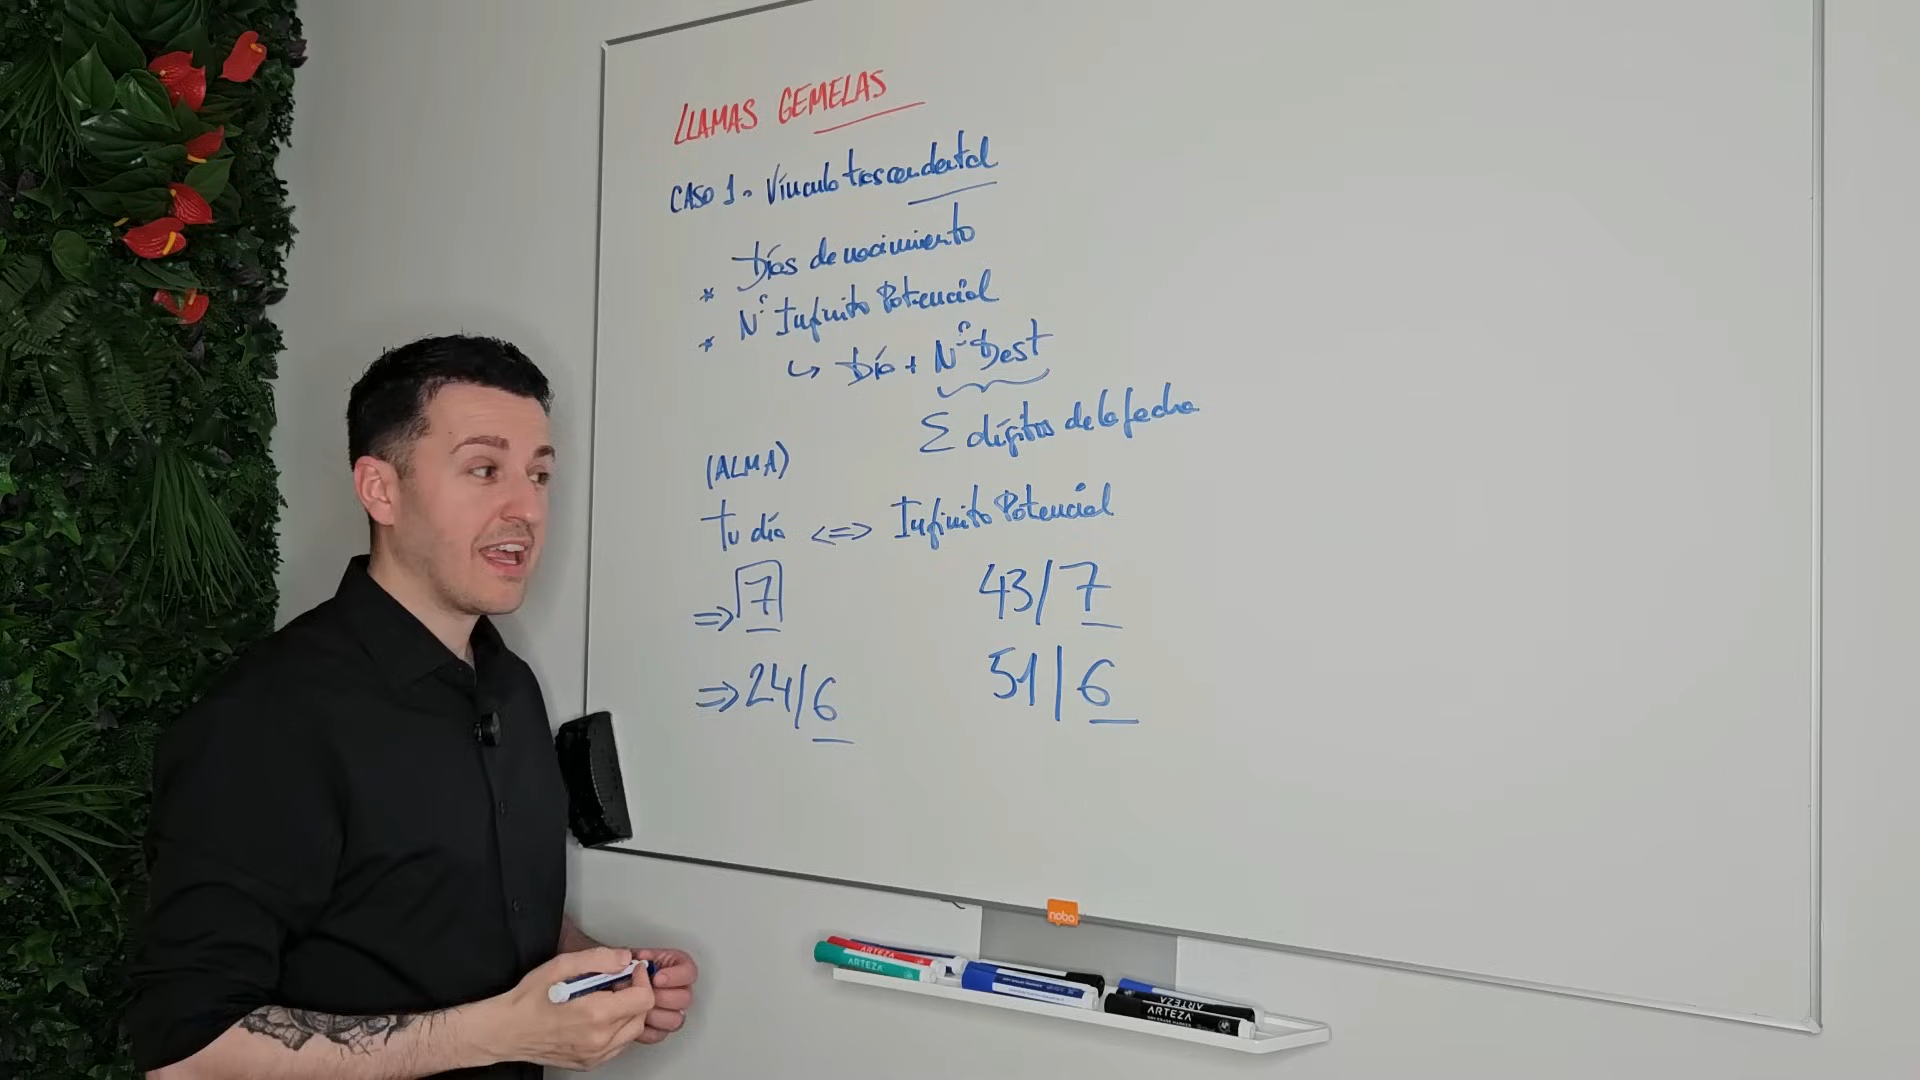 LLAMAS GEMELAS
CASO 1.- Vínculo trascendental
* Días de nacimiento
* Nº Infinito Potencial
↳ Día + Nº Dest
Σ dígitos de la fecha
(ALMA)
tu día <=> Infinito Potencial
=> 7 43/7
=> 24/6 51/6
nobo
ARTEZA
ARTEZA
ARTEZA
ARTEZA